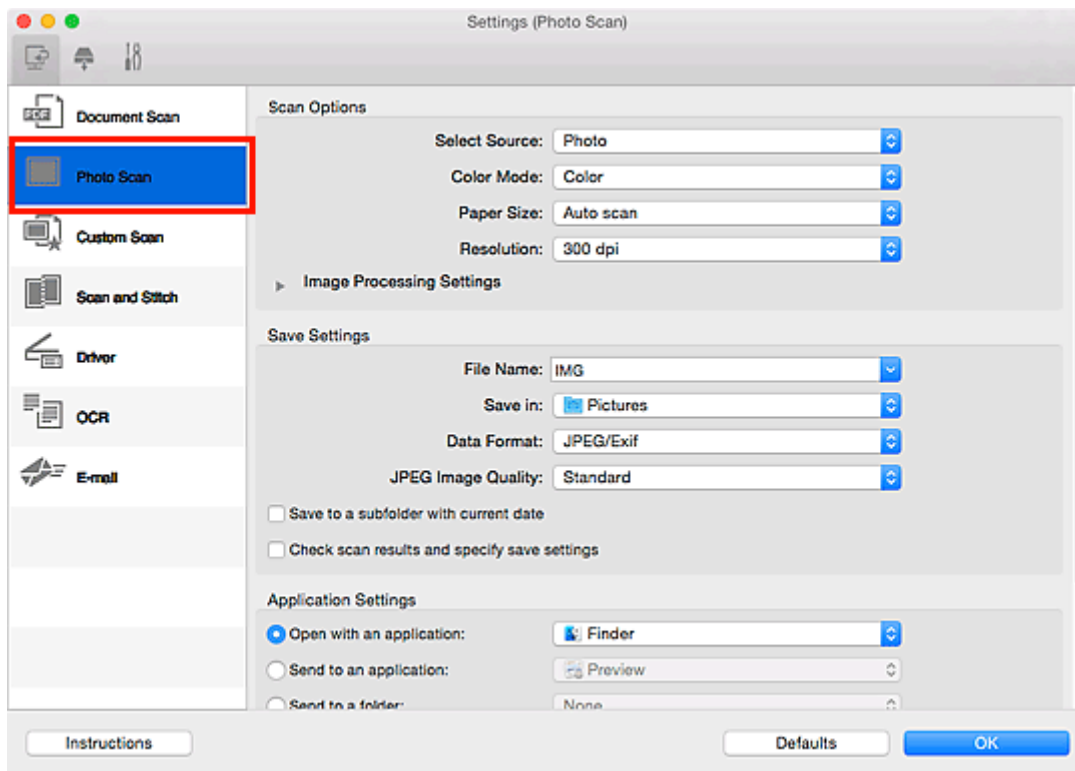 Settings (Photo Scan)
Document Scan
Photo Scan
Custom Scan
Scan and Stitch
Driver
OCR
E-mail
Scan Options
Select Source: Photo
Color Mode: Color
Paper Size: Auto scan
Resolution: 300 dpi
Image Processing Settings
Save Settings
File Name: IMG
Save in: Pictures
Data Format: JPEG/Exif
JPEG Image Quality: Standard
Save to a subfolder with current date
Check scan results and specify save settings
Application Settings
Open with an application: Finder
Send to an application: Preview
Send to a folder: None
Instructions
Defaults
OK